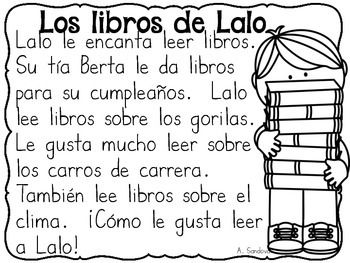 Los libros de Lalo
Lalo le encanta leer libros.
Su tía Berta le da libros
para su cumpleaños. Lalo
lee libros sobre los gorilas.
Le gusta mucho leer sobre
los carros de carrera.
También lee libros sobre el
clima. ¡Cómo le gusta leer
a Lalo!
A.